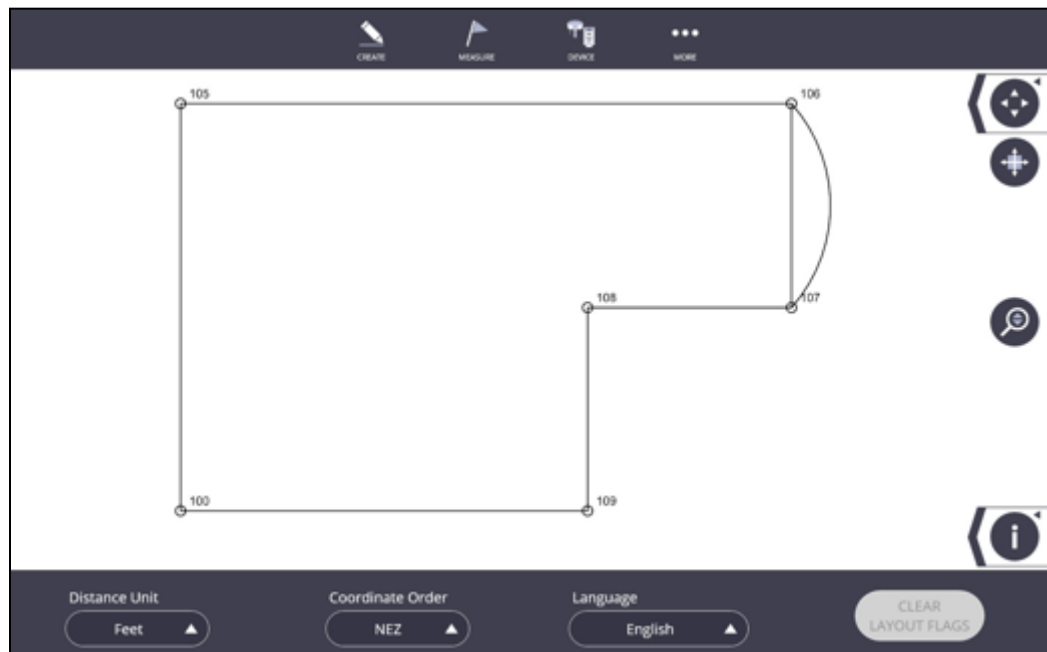 CREATE
MEASURE
DEVICE
MORE
105
106
108
107
100
109
i
Distance Unit
Coordinate Order
Language
Feet
NEZ
English
CLEAR
LAYOUT FLAGS